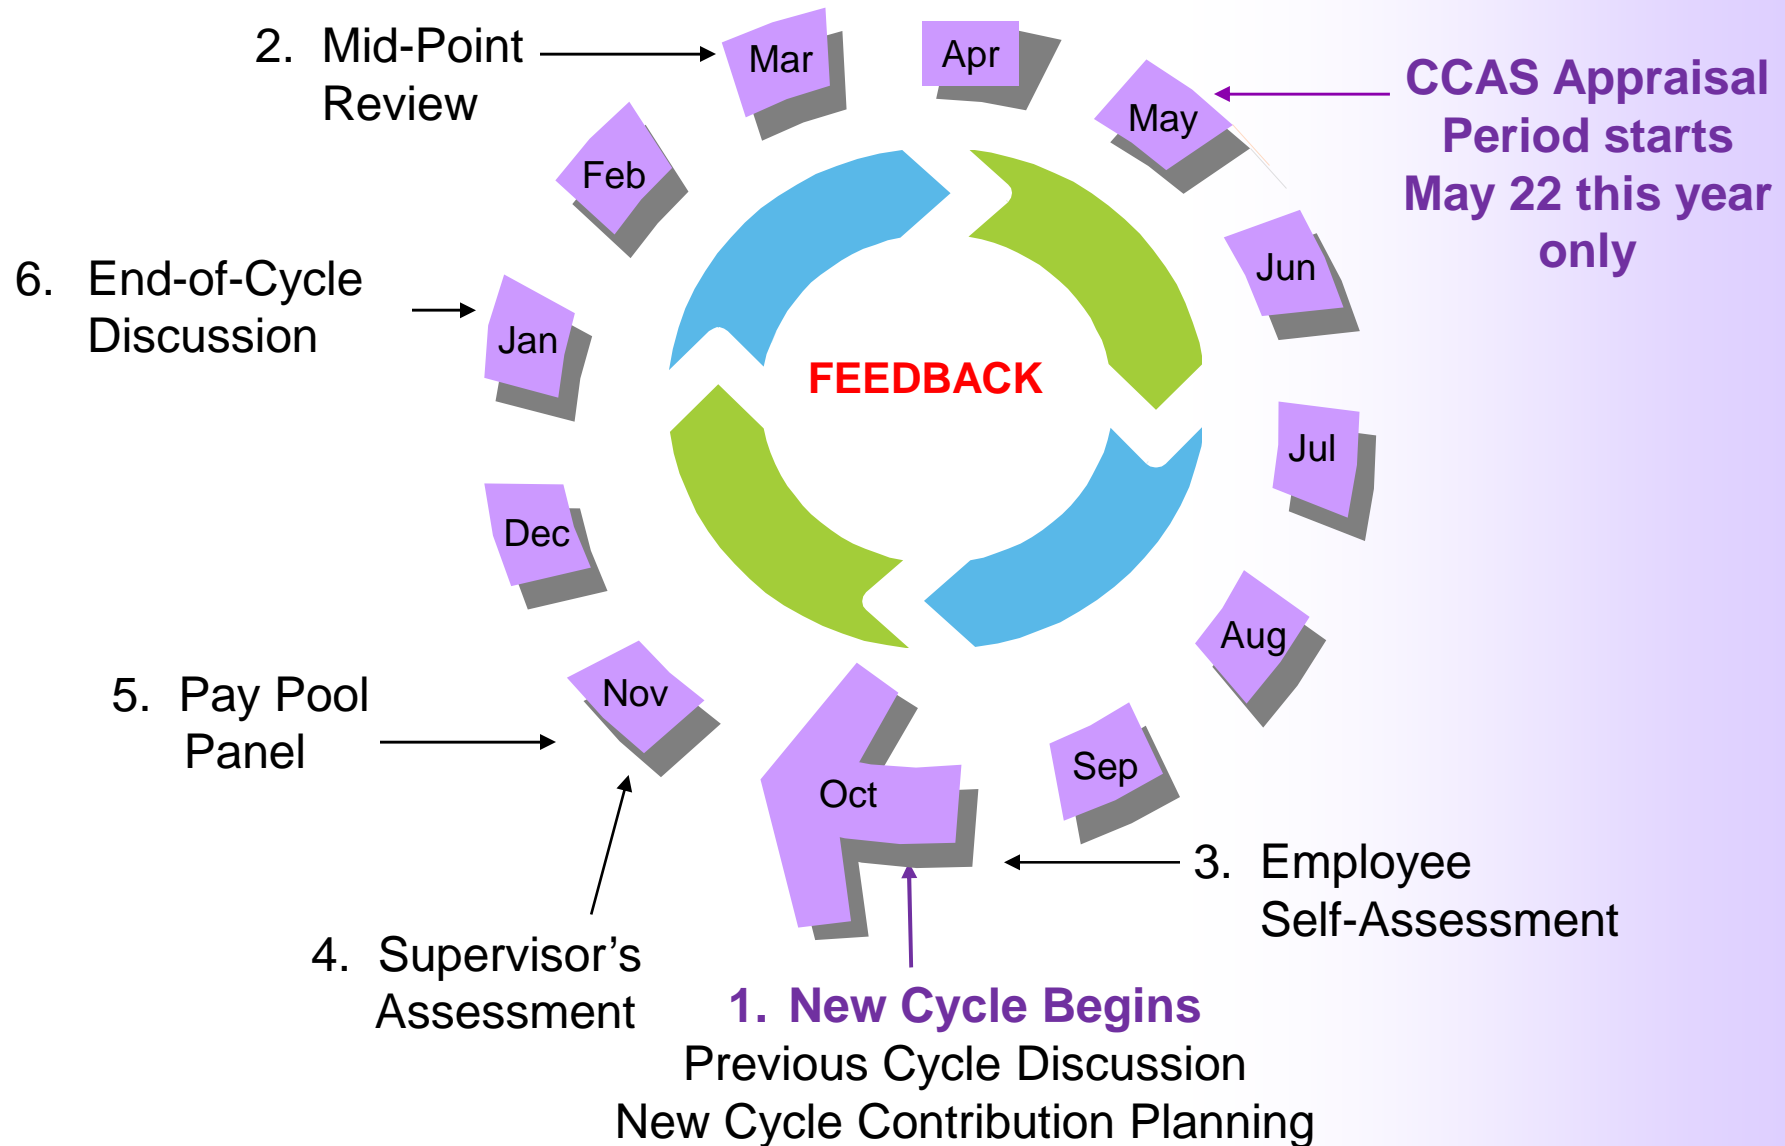 2. Mid-Point
Review
Mar
Apr
May
CCAS Appraisal
Period starts
May 22 this year
only
Feb
Jun
6. End-of-Cycle
Discussion
Jan
FEEDBACK
Jul
Dec
Aug
5. Pay Pool
Panel
Nov
Oct
Sep
3. Employee
Self-Assessment
4. Supervisor’s
Assessment
1. New Cycle Begins
Previous Cycle Discussion
New Cycle Contribution Planning